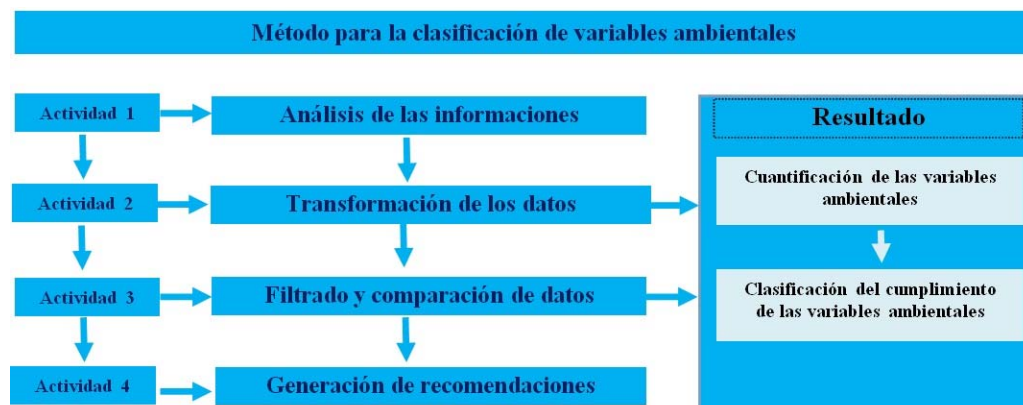 Método para la clasificación de variables ambientales
Actividad 1
Análisis de las informaciones
Actividad 2
Transformación de los datos
Actividad 3
Filtrado y comparación de datos
Actividad 4
Generación de recomendaciones
Resultado
Cuantificación de las variables
ambientales
Clasificación del cumplimiento
de las variables ambientales